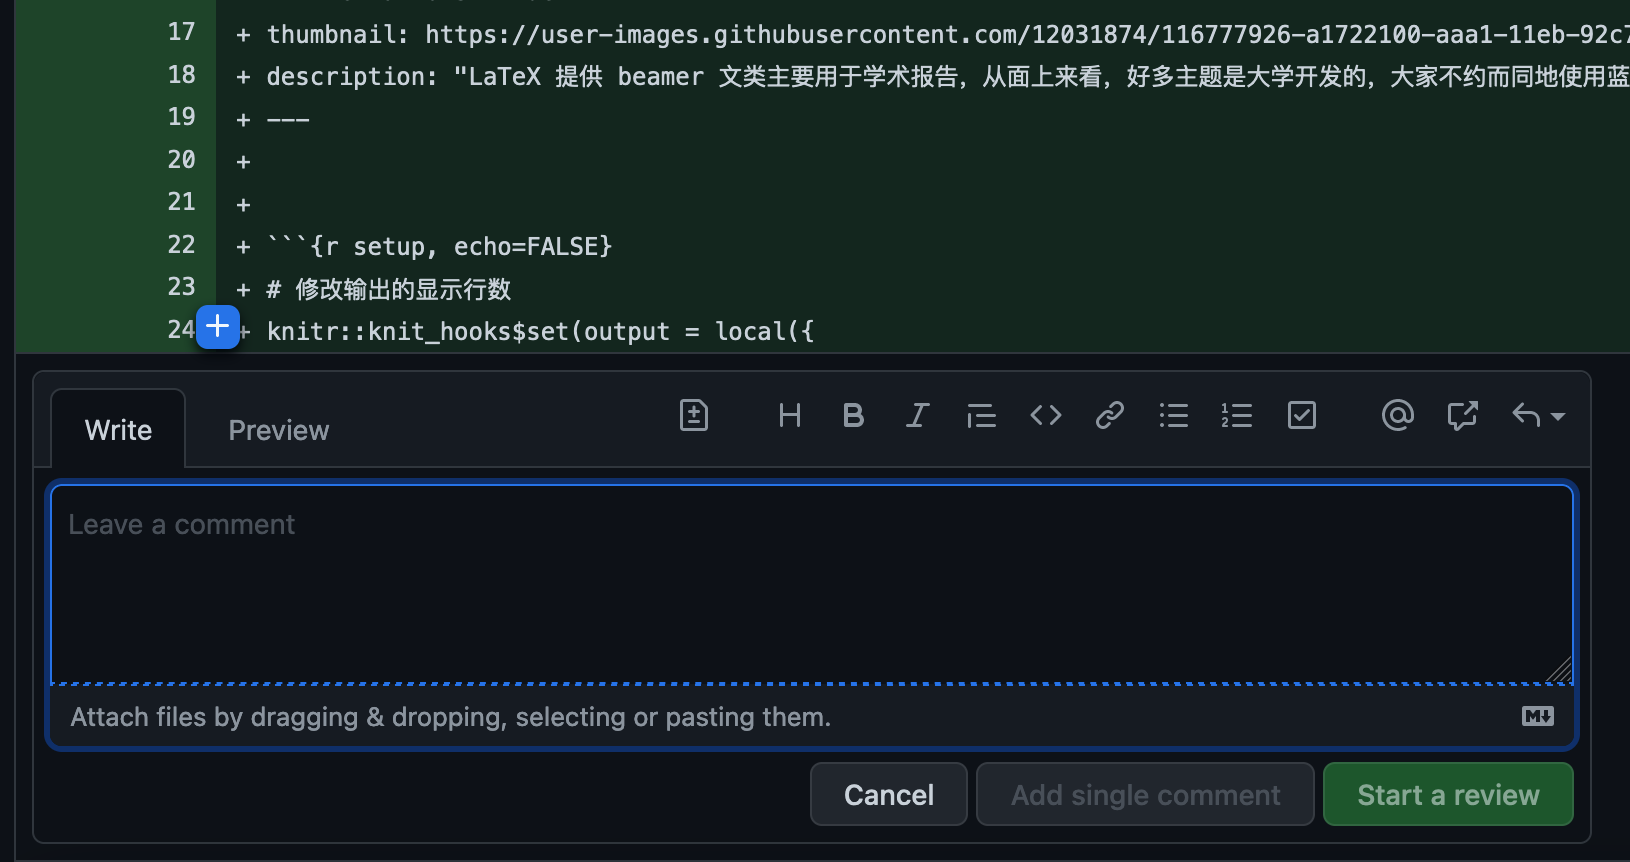 17 + thumbnail: https://user-images.githubusercontent.com/12031874/116777926-a1722100-aaa1-11eb-92c7
18 + description: "LaTeX 提供 beamer 文类主要用于学术报告，从面上来看，好多主题是大学开发的，大家不约而同地使用蓝
19 + ---
20 +
21 +
22 + ```{r setup, echo=FALSE}
23 + # 修改输出的显示行数
24 + knitr::knit_hooks$set(output = local({
Write Preview
Leave a comment
Attach files by dragging & dropping, selecting or pasting them.
Cancel Add single comment Start a review